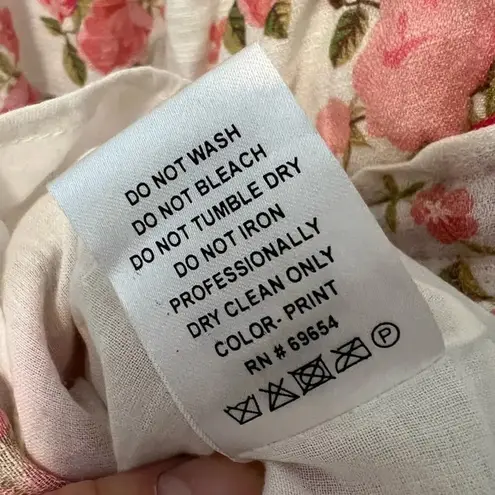 DO NOT WASH
DO NOT BLEACH
DO NOT TUMBLE DRY
DO NOT IRON
PROFESSIONALLY
DRY CLEAN ONLY
COLOR- PRINT
RN # 69654
P